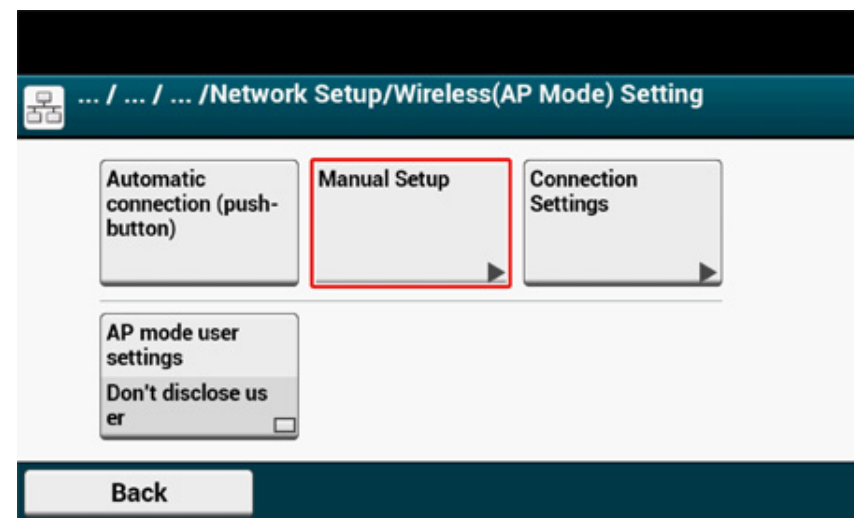 ... / ... / ... /Network Setup/Wireless(AP Mode) Setting
Automatic
connection (push-
button)
Manual Setup
Connection
Settings
AP mode user
settings
Don't disclose us
er
Back